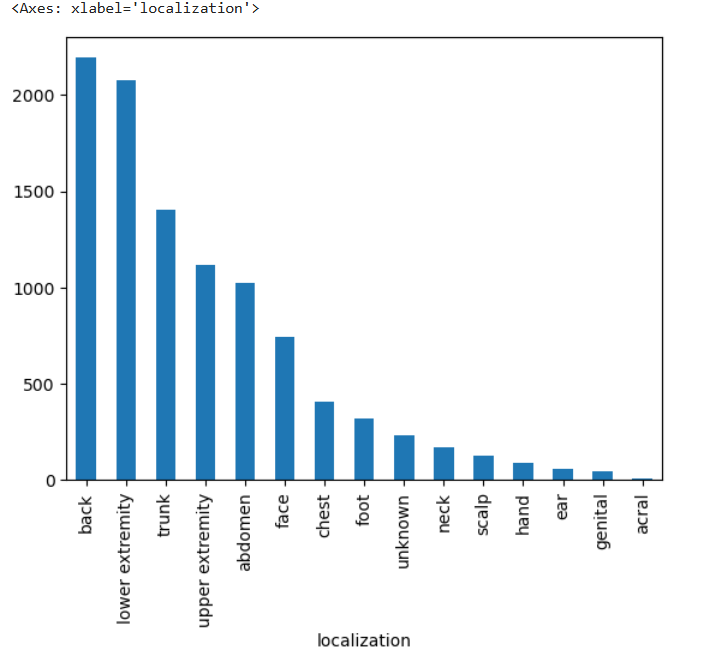 <Axes: xlabel='localization'>
2000
1500
1000
500
0
back
lower extremity
trunk
upper extremity
abdomen
face
chest
foot
unknown
neck
scalp
hand
ear
genital
acral
localization